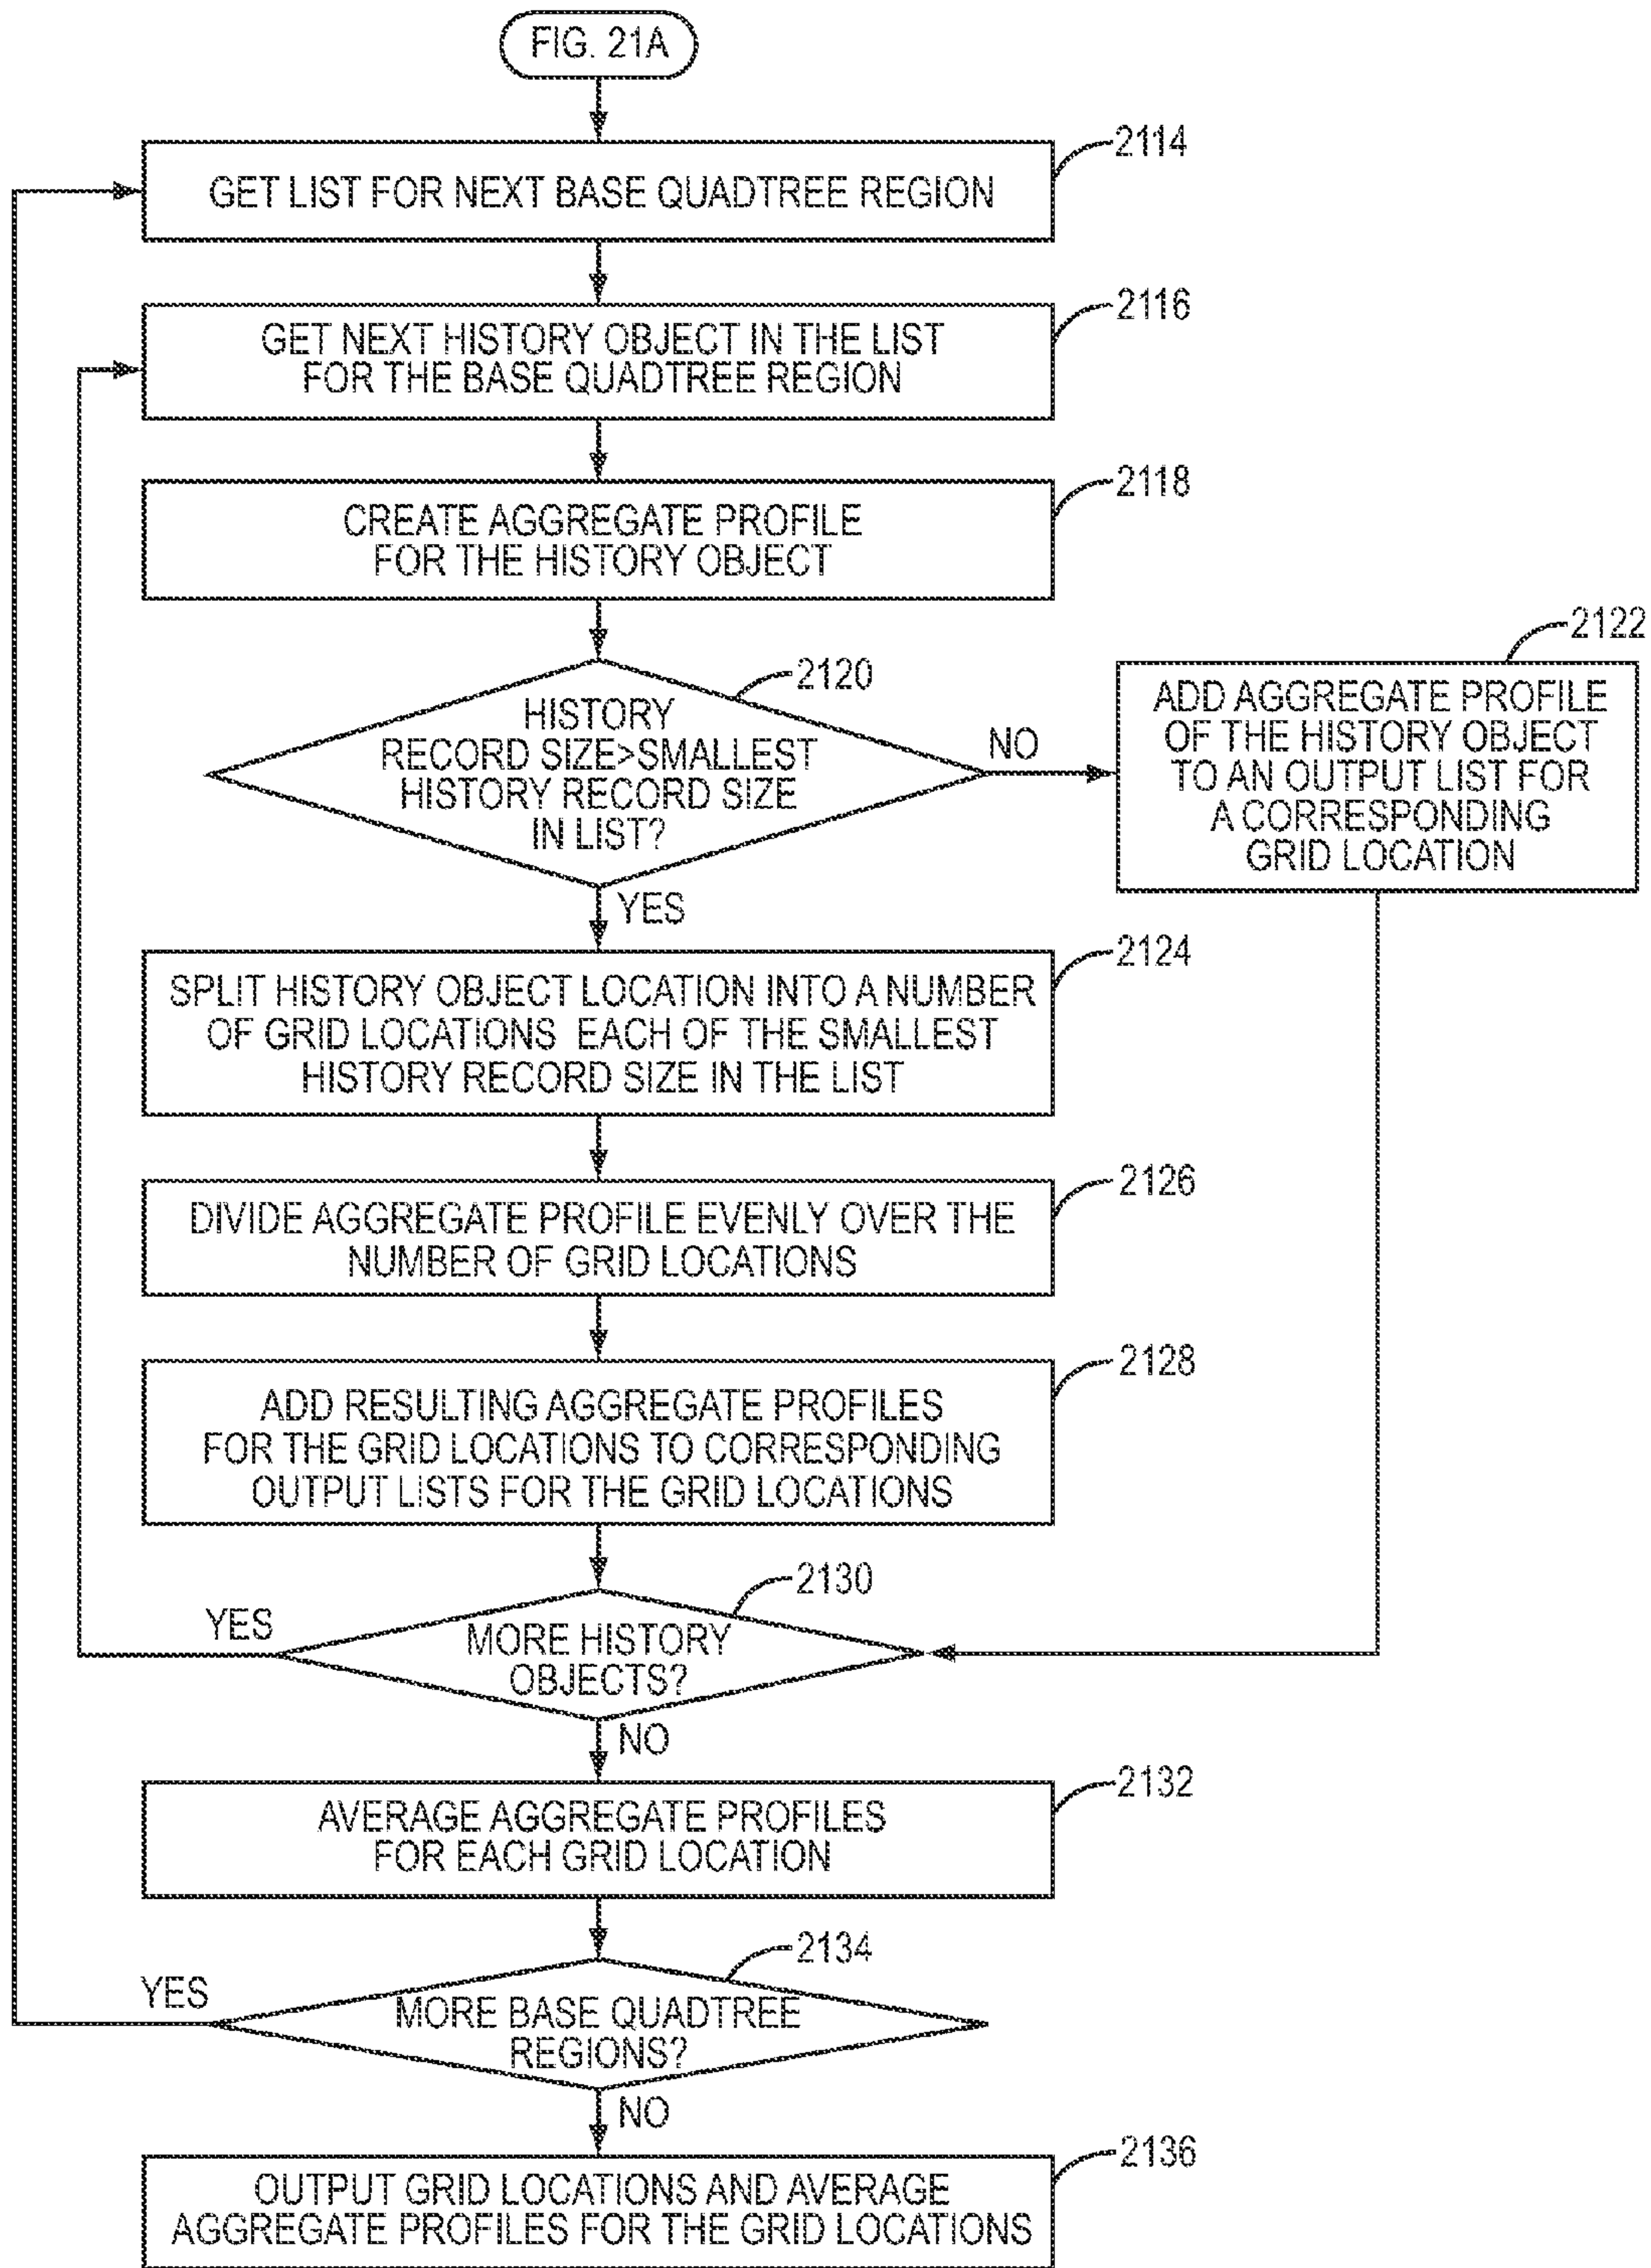 FIG. 21A
2114
GET LIST FOR NEXT BASE QUADTREE REGION
2116
GET NEXT HISTORY OBJECT IN THE LIST
FOR THE BASE QUADTREE REGION
2118
CREATE AGGREGATE PROFILE
FOR THE HISTORY OBJECT
2120
HISTORY
RECORD SIZE>SMALLEST
HISTORY RECORD SIZE
IN LIST?
NO
2122
ADD AGGREGATE PROFILE
OF THE HISTORY OBJECT
TO AN OUTPUT LIST FOR
A CORRESPONDING
GRID LOCATION
YES
2124
SPLIT HISTORY OBJECT LOCATION INTO A NUMBER
OF GRID LOCATIONS EACH OF THE SMALLEST
HISTORY RECORD SIZE IN THE LIST
2126
DIVIDE AGGREGATE PROFILE EVENLY OVER THE
NUMBER OF GRID LOCATIONS
2128
ADD RESULTING AGGREGATE PROFILES
FOR THE GRID LOCATIONS TO CORRESPONDING
OUTPUT LISTS FOR THE GRID LOCATIONS
2130
YES
MORE HISTORY
OBJECTS?
NO
2132
AVERAGE AGGREGATE PROFILES
FOR EACH GRID LOCATION
2134
YES
MORE BASE QUADTREE
REGIONS?
NO
2136
OUTPUT GRID LOCATIONS AND AVERAGE
AGGREGATE PROFILES FOR THE GRID LOCATIONS